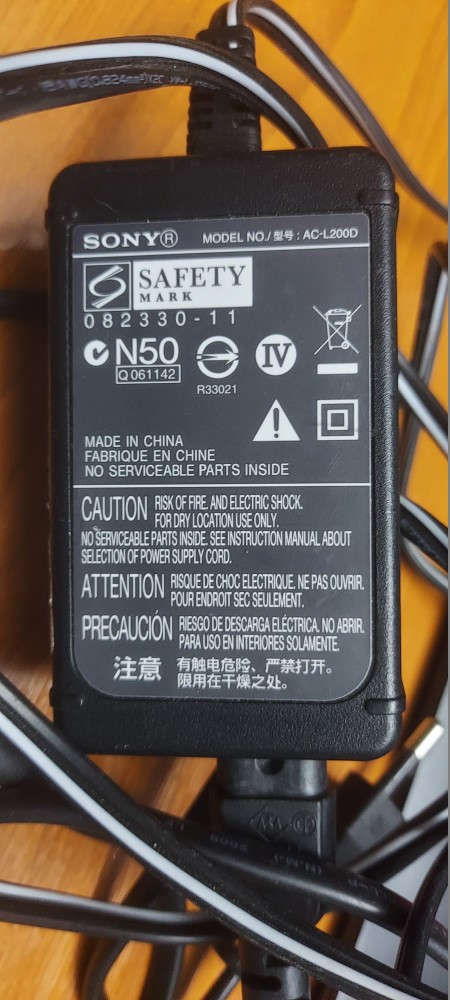 SONY® MODEL NO./型号 : AC-L200D
SAFETY
MARK
082330-11
N50
Q061142
R33021
IV
MADE IN CHINA
FABRIQUE EN CHINE
NO SERVICEABLE PARTS INSIDE
CAUTION RISK OF FIRE. AND ELECTRIC SHOCK.
FOR DRY LOCATION USE ONLY.
NO SERVICEABLE PARTS INSIDE. SEE INSTRUCTION MANUAL ABOUT
SELECTION OF POWER SUPPLY CORD.
ATTENTION RISQUE DE CHOC ELECTRIQUE. NE PAS OUVRIR.
POUR ENDROIT SEC SEULEMENT.
PRECAUCIÓN RIESGO DE DESCARGA ELÉCTRICA. NO ABRIR.
PARA USO EN INTERIORES SOLAMENTE.
注意 有触电危险、严禁打开。
限用在干燥之处。